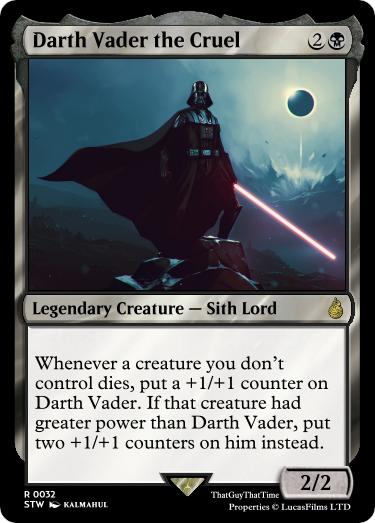 Darth Vader the Cruel 2
Legendary Creature — Sith Lord
Whenever a creature you don't
control dies, put a +1/+1 counter on
Darth Vader. If that creature had
greater power than Darth Vader, put
two +1/+1 counters on him instead.
2/2
R 0032
STW KALMAHUL
ThatGuyThatTime
Properties © LucasFilms LTD